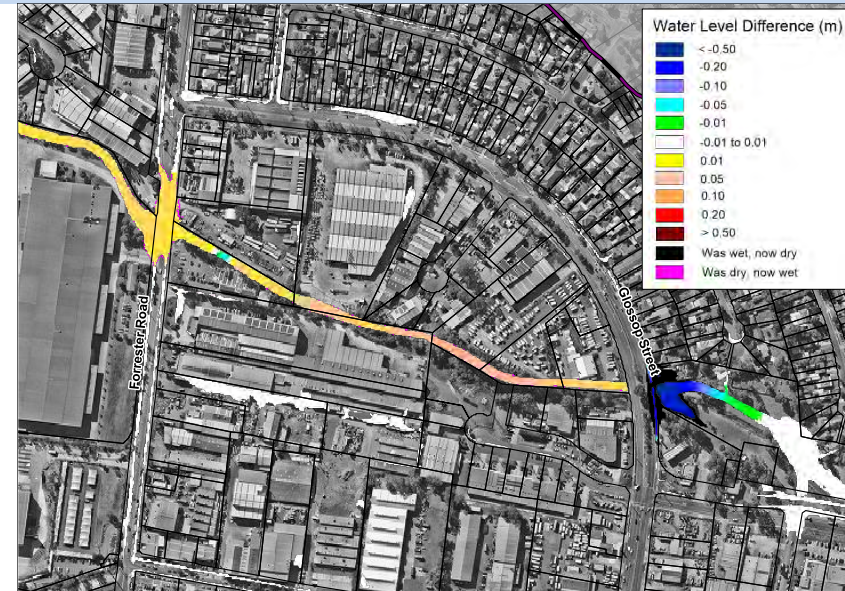 Water Level Difference (m)
< -0.50
-0.20
-0.10
-0.05
-0.01
-0.01 to 0.01
0.01
0.05
0.10
0.20
> 0.50
Was wet, now dry
Was dry, now wet
Glossop Street
Forrester Road